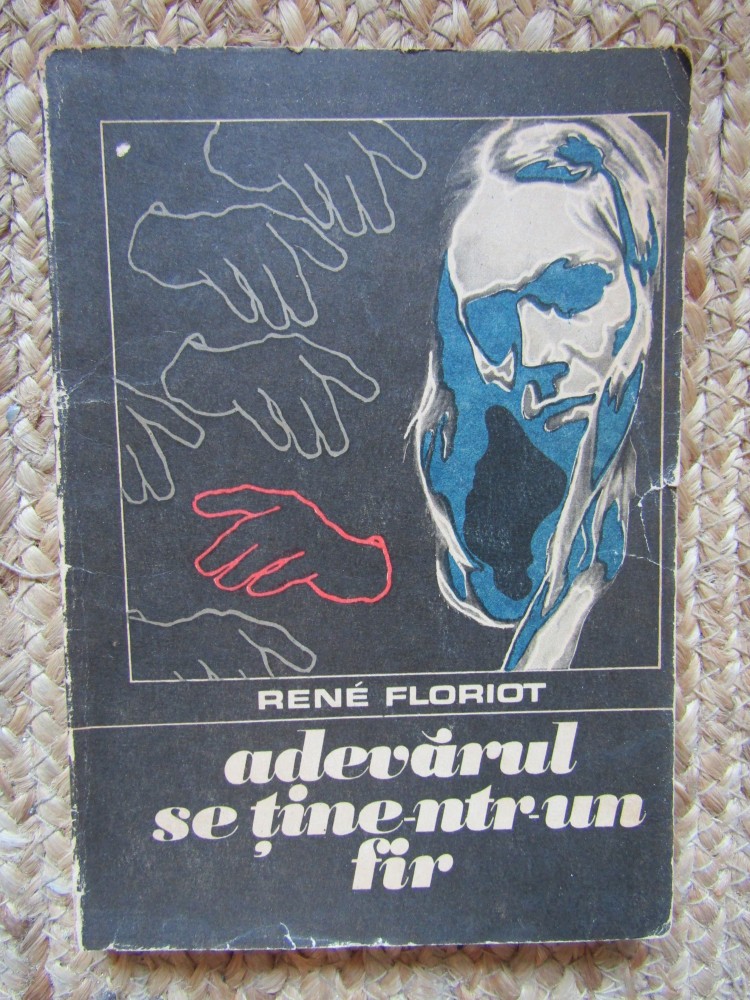 RENÉ FLORIOT
adevărul
se ține-ntr-un
fir